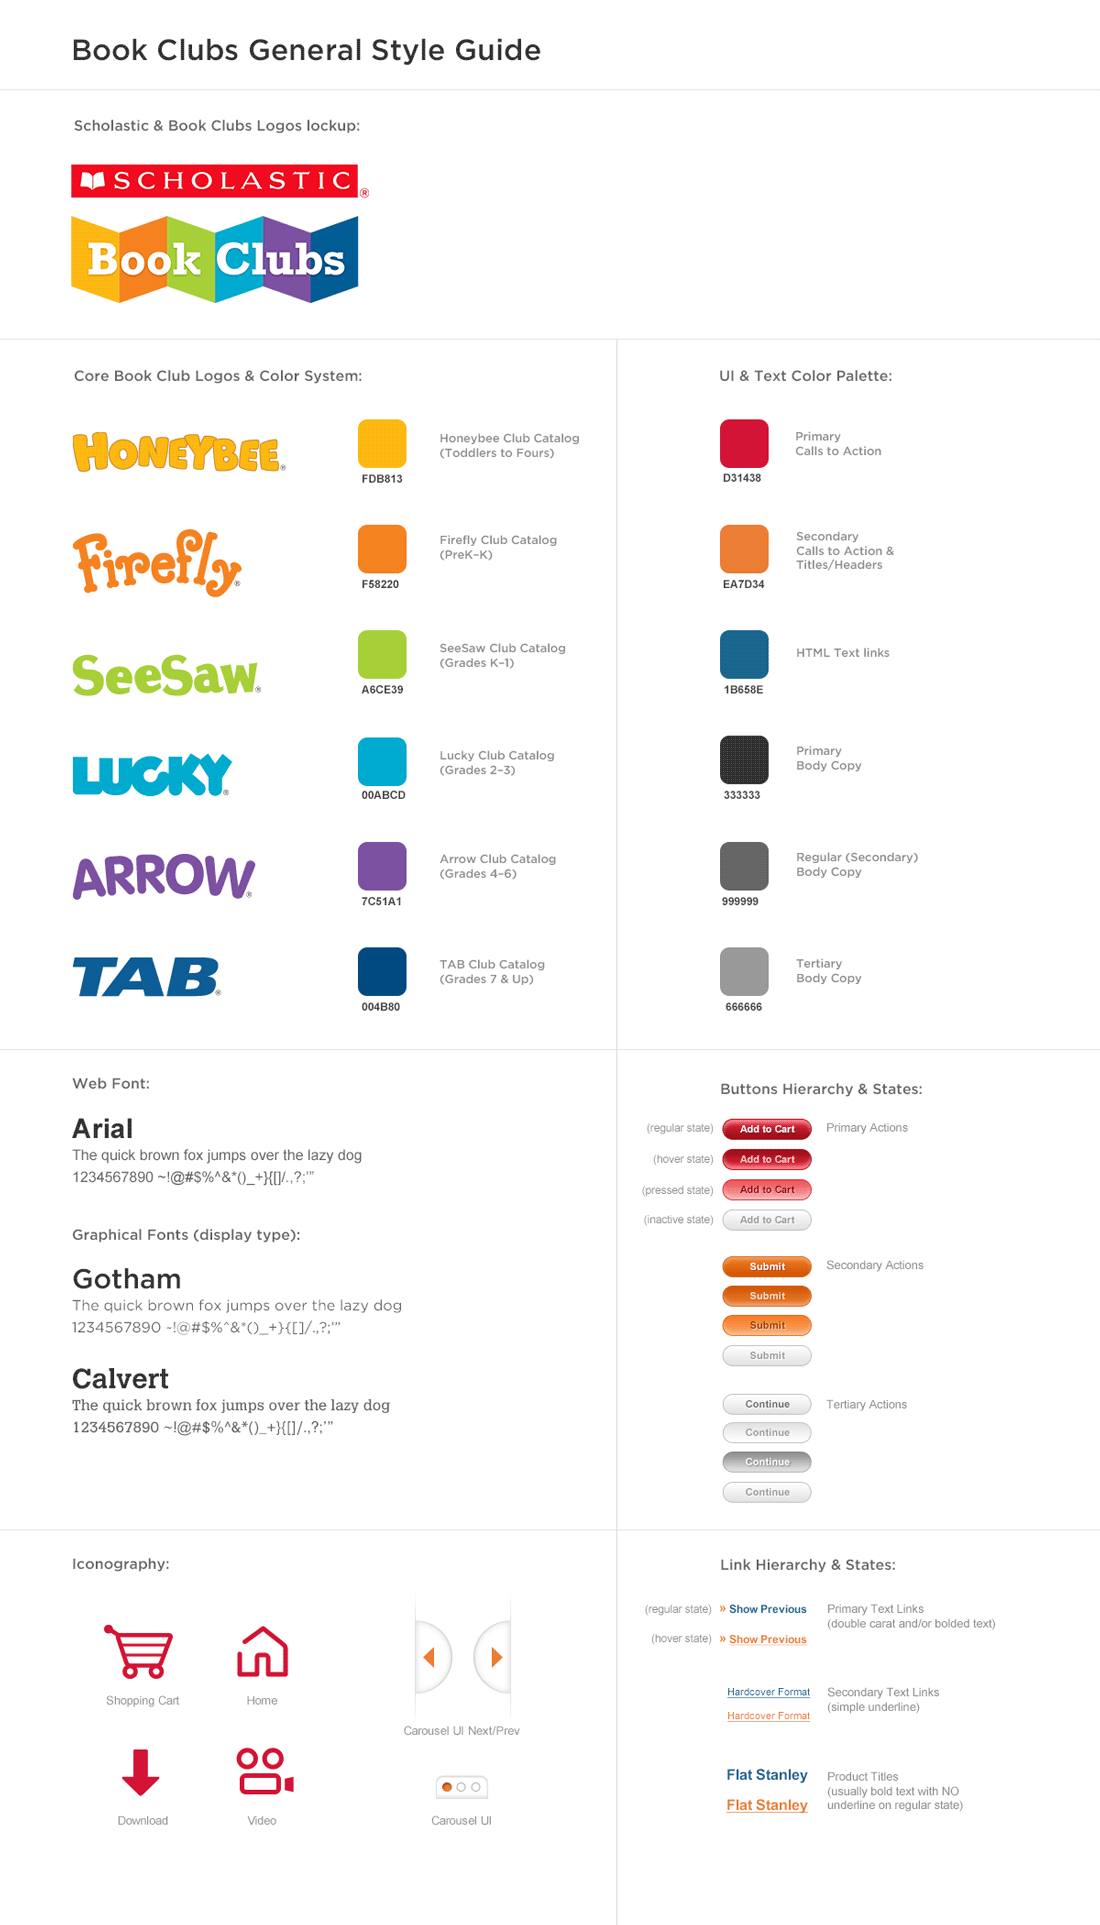 Book Clubs General Style Guide
Scholastic & Book Clubs Logos lockup:
SCHOLASTIC®
Book Clubs
Core Book Club Logos & Color System:
HONEYBEE®
FDB813
Honeybee Club Catalog
(Toddlers to Fours)
Firefly®
F58220
Firefly Club Catalog
(PreK–K)
SeeSaw®
A6CE39
SeeSaw Club Catalog
(Grades K–1)
LUCKY®
00ABCD
Lucky Club Catalog
(Grades 2–3)
ARROW®
7C51A1
Arrow Club Catalog
(Grades 4–6)
TAB®
004B80
TAB Club Catalog
(Grades 7 & Up)
UI & Text Color Palette:
D31438
Primary
Calls to Action
EA7D34
Secondary
Calls to Action &
Titles/Headers
1B658E
HTML Text links
333333
Primary
Body Copy
999999
Regular (Secondary)
Body Copy
666666
Tertiary
Body Copy
Web Font:
Arial
The quick brown fox jumps over the lazy dog
1234567890 ~!@#$%^&*()_+}{[]/.,?;’”
Graphical Fonts (display type):
Gotham
The quick brown fox jumps over the lazy dog
1234567890 ~!@#$%^&*()_+}{[]/.,?;’”
Calvert
The quick brown fox jumps over the lazy dog
1234567890 ~!@#$%^&*()_+}{[]/.,?;’”
Buttons Hierarchy & States:
(regular state) Add to Cart Primary Actions
(hover state) Add to Cart
(pressed state) Add to Cart
(inactive state) Add to Cart
Submit Secondary Actions
Submit
Submit
Submit
Continue Tertiary Actions
Continue
Continue
Continue
Iconography:
Shopping Cart
Home
Carousel UI Next/Prev
Download
Video
Carousel UI
Link Hierarchy & States:
(regular state) » Show Previous
Primary Text Links
(double carat and/or bolded text)
(hover state) » Show Previous
Hardcover Format
Secondary Text Links
(simple underline)
Hardcover Format
Flat Stanley
Product Titles
(usually bold text with NO
underline on regular state)
Flat Stanley